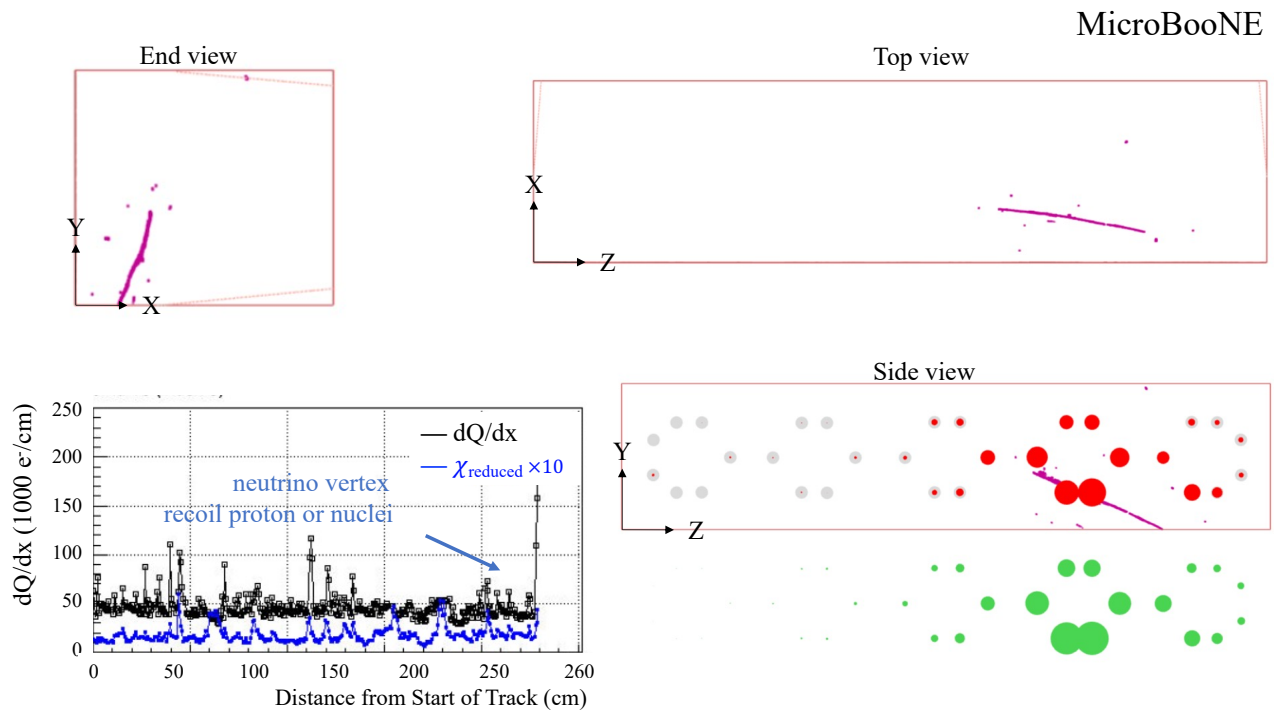 MicroBooNE
End view
Top view
Y
X
X
Z
Side view
Y
Z
250
200
150
100
50
0
dQ/dx (1000 e⁻/cm)
dQ/dx
χreduced ×10
neutrino vertex
recoil proton or nuclei
0 50 100 150 200 250 260
Distance from Start of Track (cm)